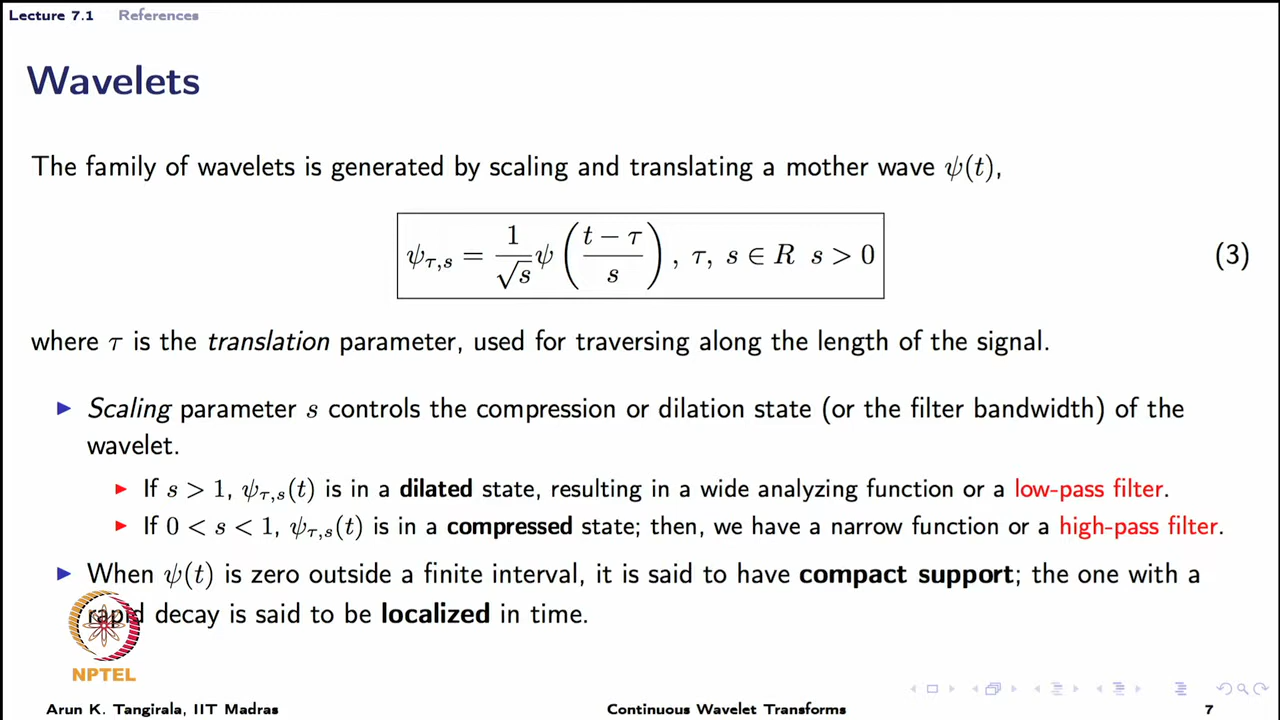 Lecture 7.1 References
Wavelets
The family of wavelets is generated by scaling and translating a mother wave ψ(t),
ψτ,s = 1/√s ψ((t − τ)/s), τ, s ∈ R s > 0 (3)
where τ is the translation parameter, used for traversing along the length of the signal.
▶ Scaling parameter s controls the compression or dilation state (or the filter bandwidth) of the
wavelet.
▶ If s > 1, ψτ,s(t) is in a dilated state, resulting in a wide analyzing function or a low-pass filter.
▶ If 0 < s < 1, ψτ,s(t) is in a compressed state; then, we have a narrow function or a high-pass filter.
▶ When ψ(t) is zero outside a finite interval, it is said to have compact support; the one with a
rapid decay is said to be localized in time.
NPTEL
Arun K. Tangirala, IIT Madras Continuous Wavelet Transforms 7